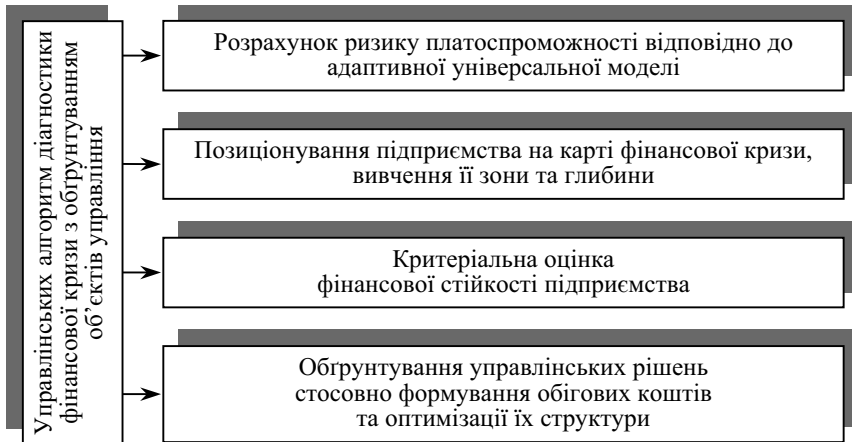 Управлінських алгоритм діагностики
фінансової кризи з обґрунтуванням
об’єктів управління
Розрахунок ризику платоспроможності відповідно до
адаптивної універсальної моделі
Позиціонування підприємства на карті фінансової кризи,
вивчення її зони та глибини
Критеріальна оцінка
фінансової стійкості підприємства
Обґрунтування управлінських рішень
стосовно формування обігових коштів
та оптимізації їх структури